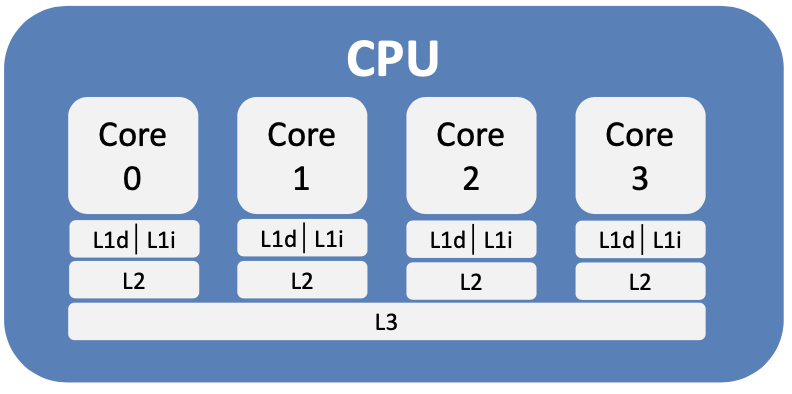 CPU
Core
0
Core
1
Core
2
Core
3
L1d | L1i
L1d | L1i
L1d | L1i
L1d | L1i
L2
L2
L2
L2
L3